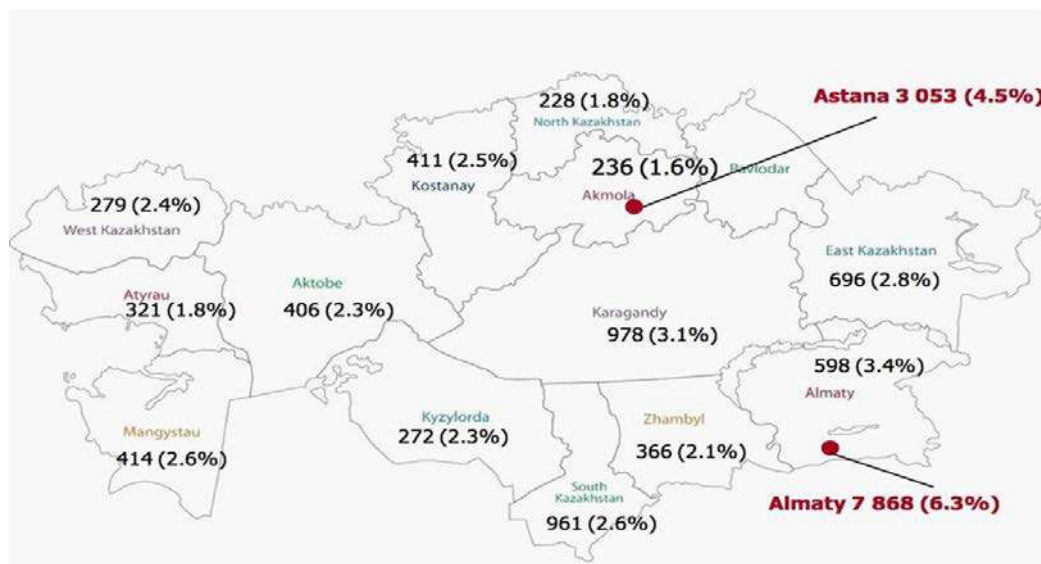 Astana 3 053 (4.5%)
228 (1.8%)
North Kazakhstan
411 (2.5%)
Kostanay
236 (1.6%)
Pavlodar
Akmola
279 (2.4%)
West Kazakhstan
East Kazakhstan
696 (2.8%)
Atyrau
321 (1.8%)
Aktobe
406 (2.3%)
Karagandy
978 (3.1%)
598 (3.4%)
Almaty
Mangystau
414 (2.6%)
Kyzylorda
272 (2.3%)
Zhambyl
366 (2.1%)
South
Kazakhstan
961 (2.6%)
Almaty 7 868 (6.3%)